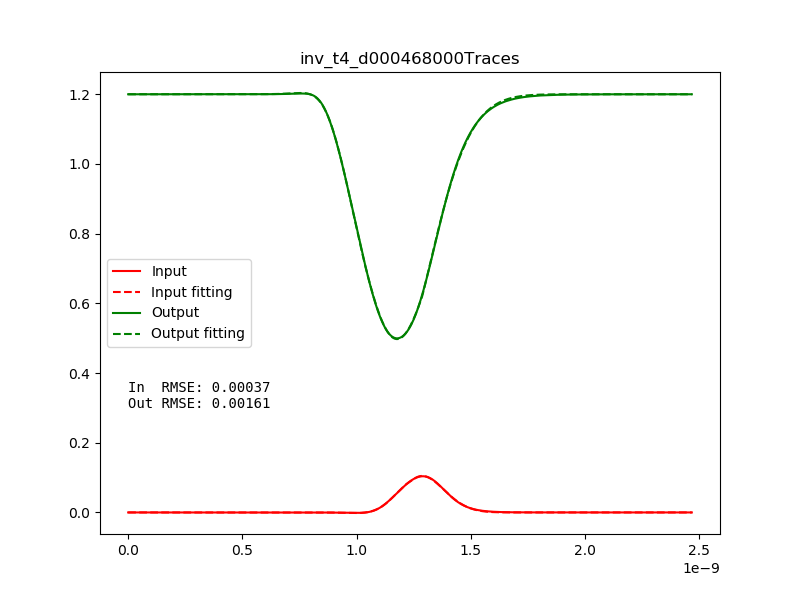 inv_t4_d000468000Traces
1.2
1.0
0.8
0.6
0.4
0.2
0.0
Input
Input fitting
Output
Output fitting
In  RMSE: 0.00037
Out RMSE: 0.00161
0.0 0.5 1.0 1.5 2.0 2.5
1e−9